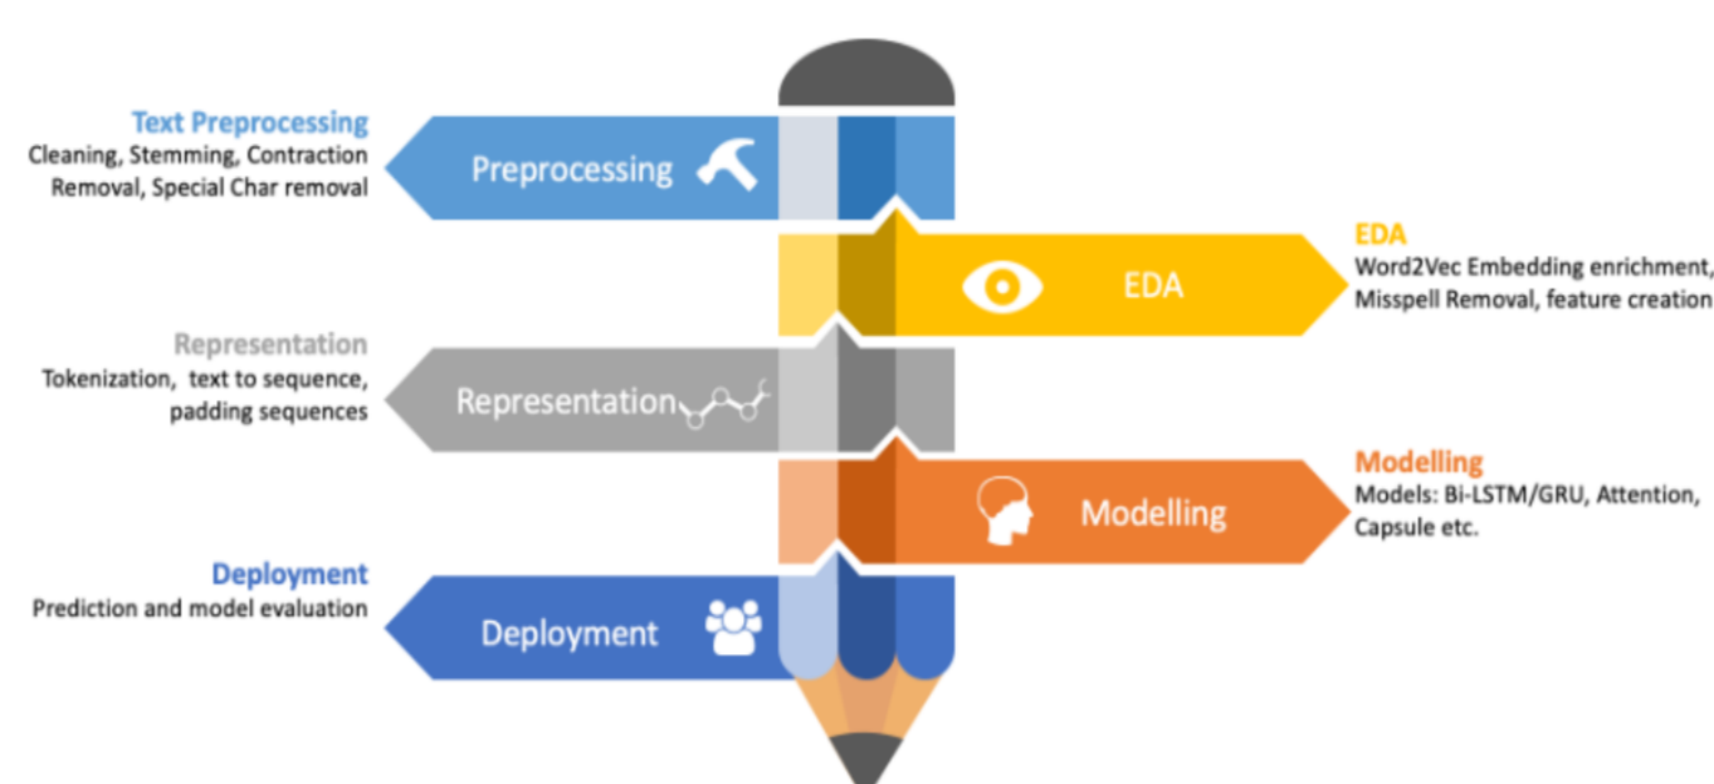 Text Preprocessing
Cleaning, Stemming, Contraction
Removal, Special Char removal
Preprocessing
EDA
Word2Vec Embedding enrichment,
Misspell Removal, feature creation
EDA
Representation
Tokenization, text to sequence,
padding sequences
Representation
Modelling
Models: Bi-LSTM/GRU, Attention,
Capsule etc.
Modelling
Deployment
Prediction and model evaluation
Deployment